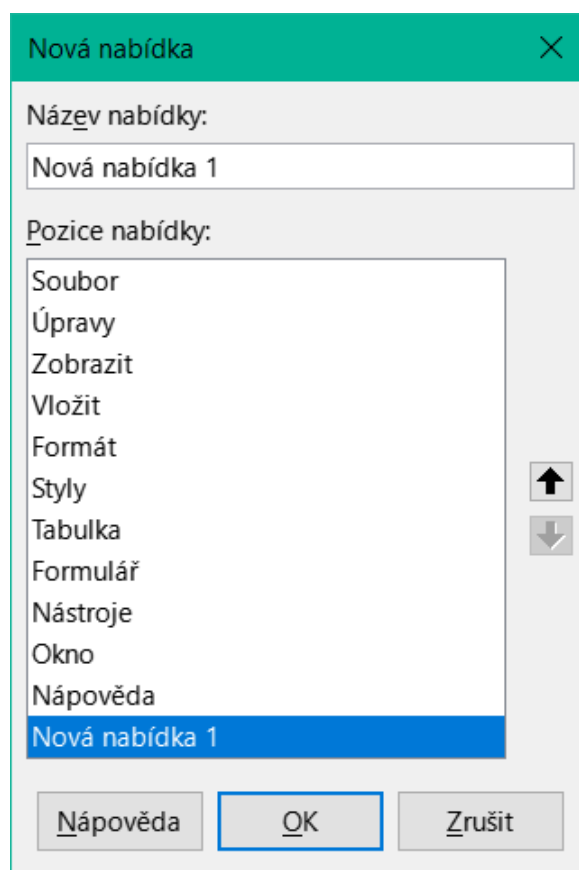 Nová nabídka
Název nabídky:
Nová nabídka 1
Pozice nabídky:
Soubor
Úpravy
Zobrazit
Vložit
Formát
Styly
Tabulka
Formulář
Nástroje
Okno
Nápověda
Nová nabídka 1
Nápověda OK Zrušit